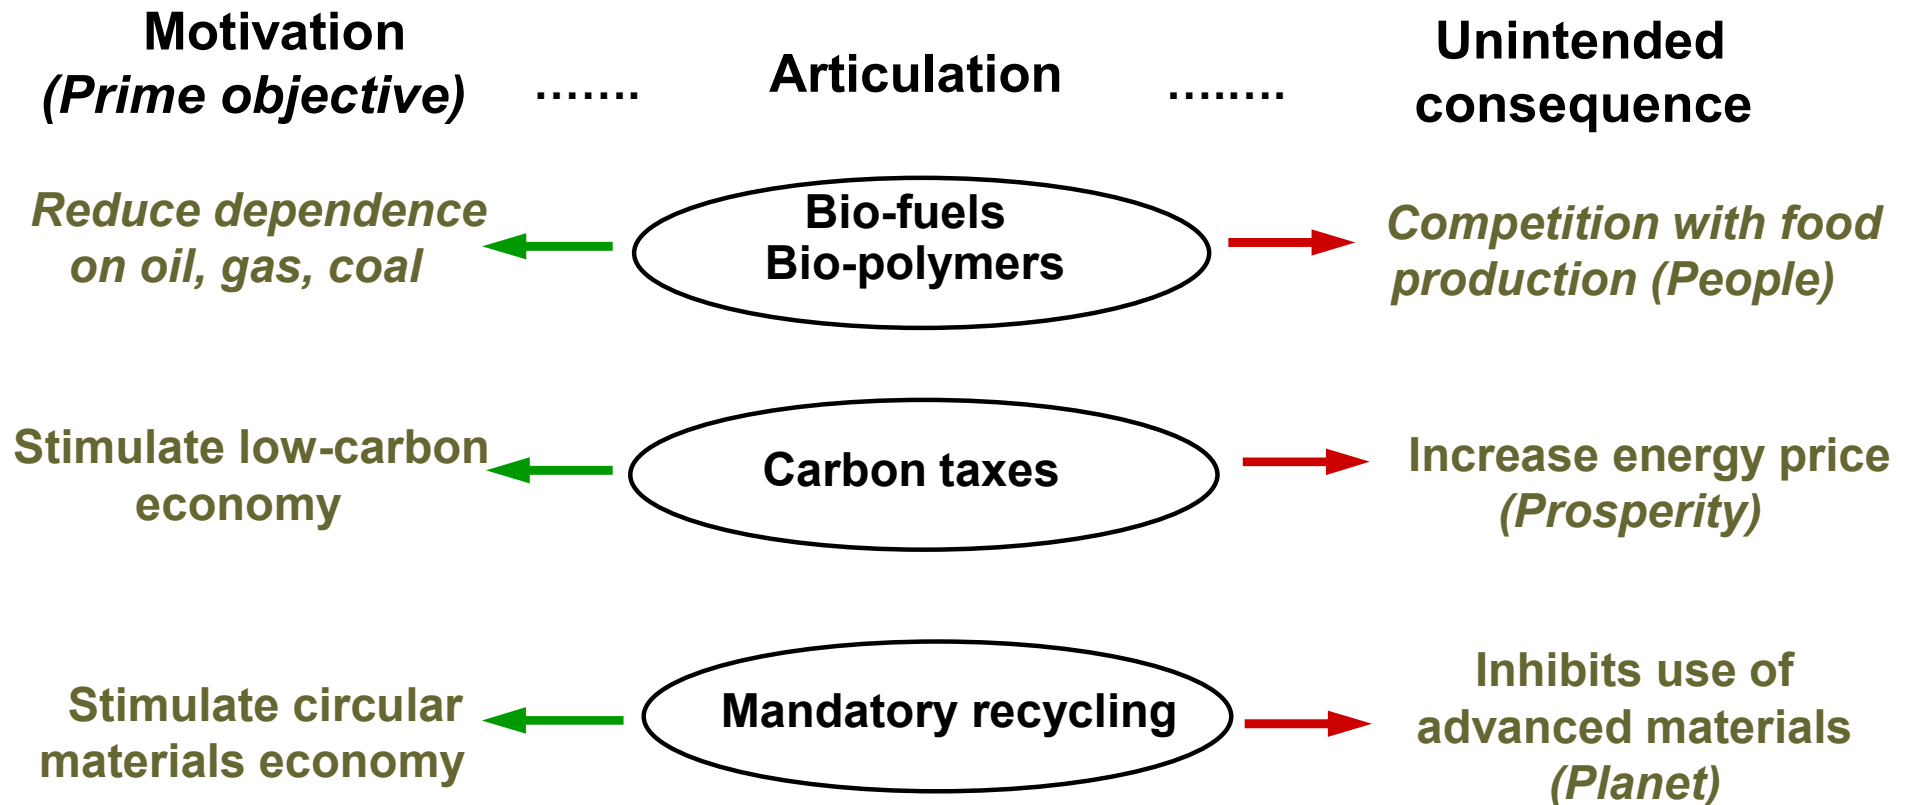 Motivation
(Prime objective)
.......
Articulation
........
Unintended
consequence
Reduce dependence
on oil, gas, coal
Bio-fuels
Bio-polymers
Competition with food
production (People)
Stimulate low-carbon
economy
Carbon taxes
Increase energy price
(Prosperity)
Stimulate circular
materials economy
Mandatory recycling
Inhibits use of
advanced materials
(Planet)